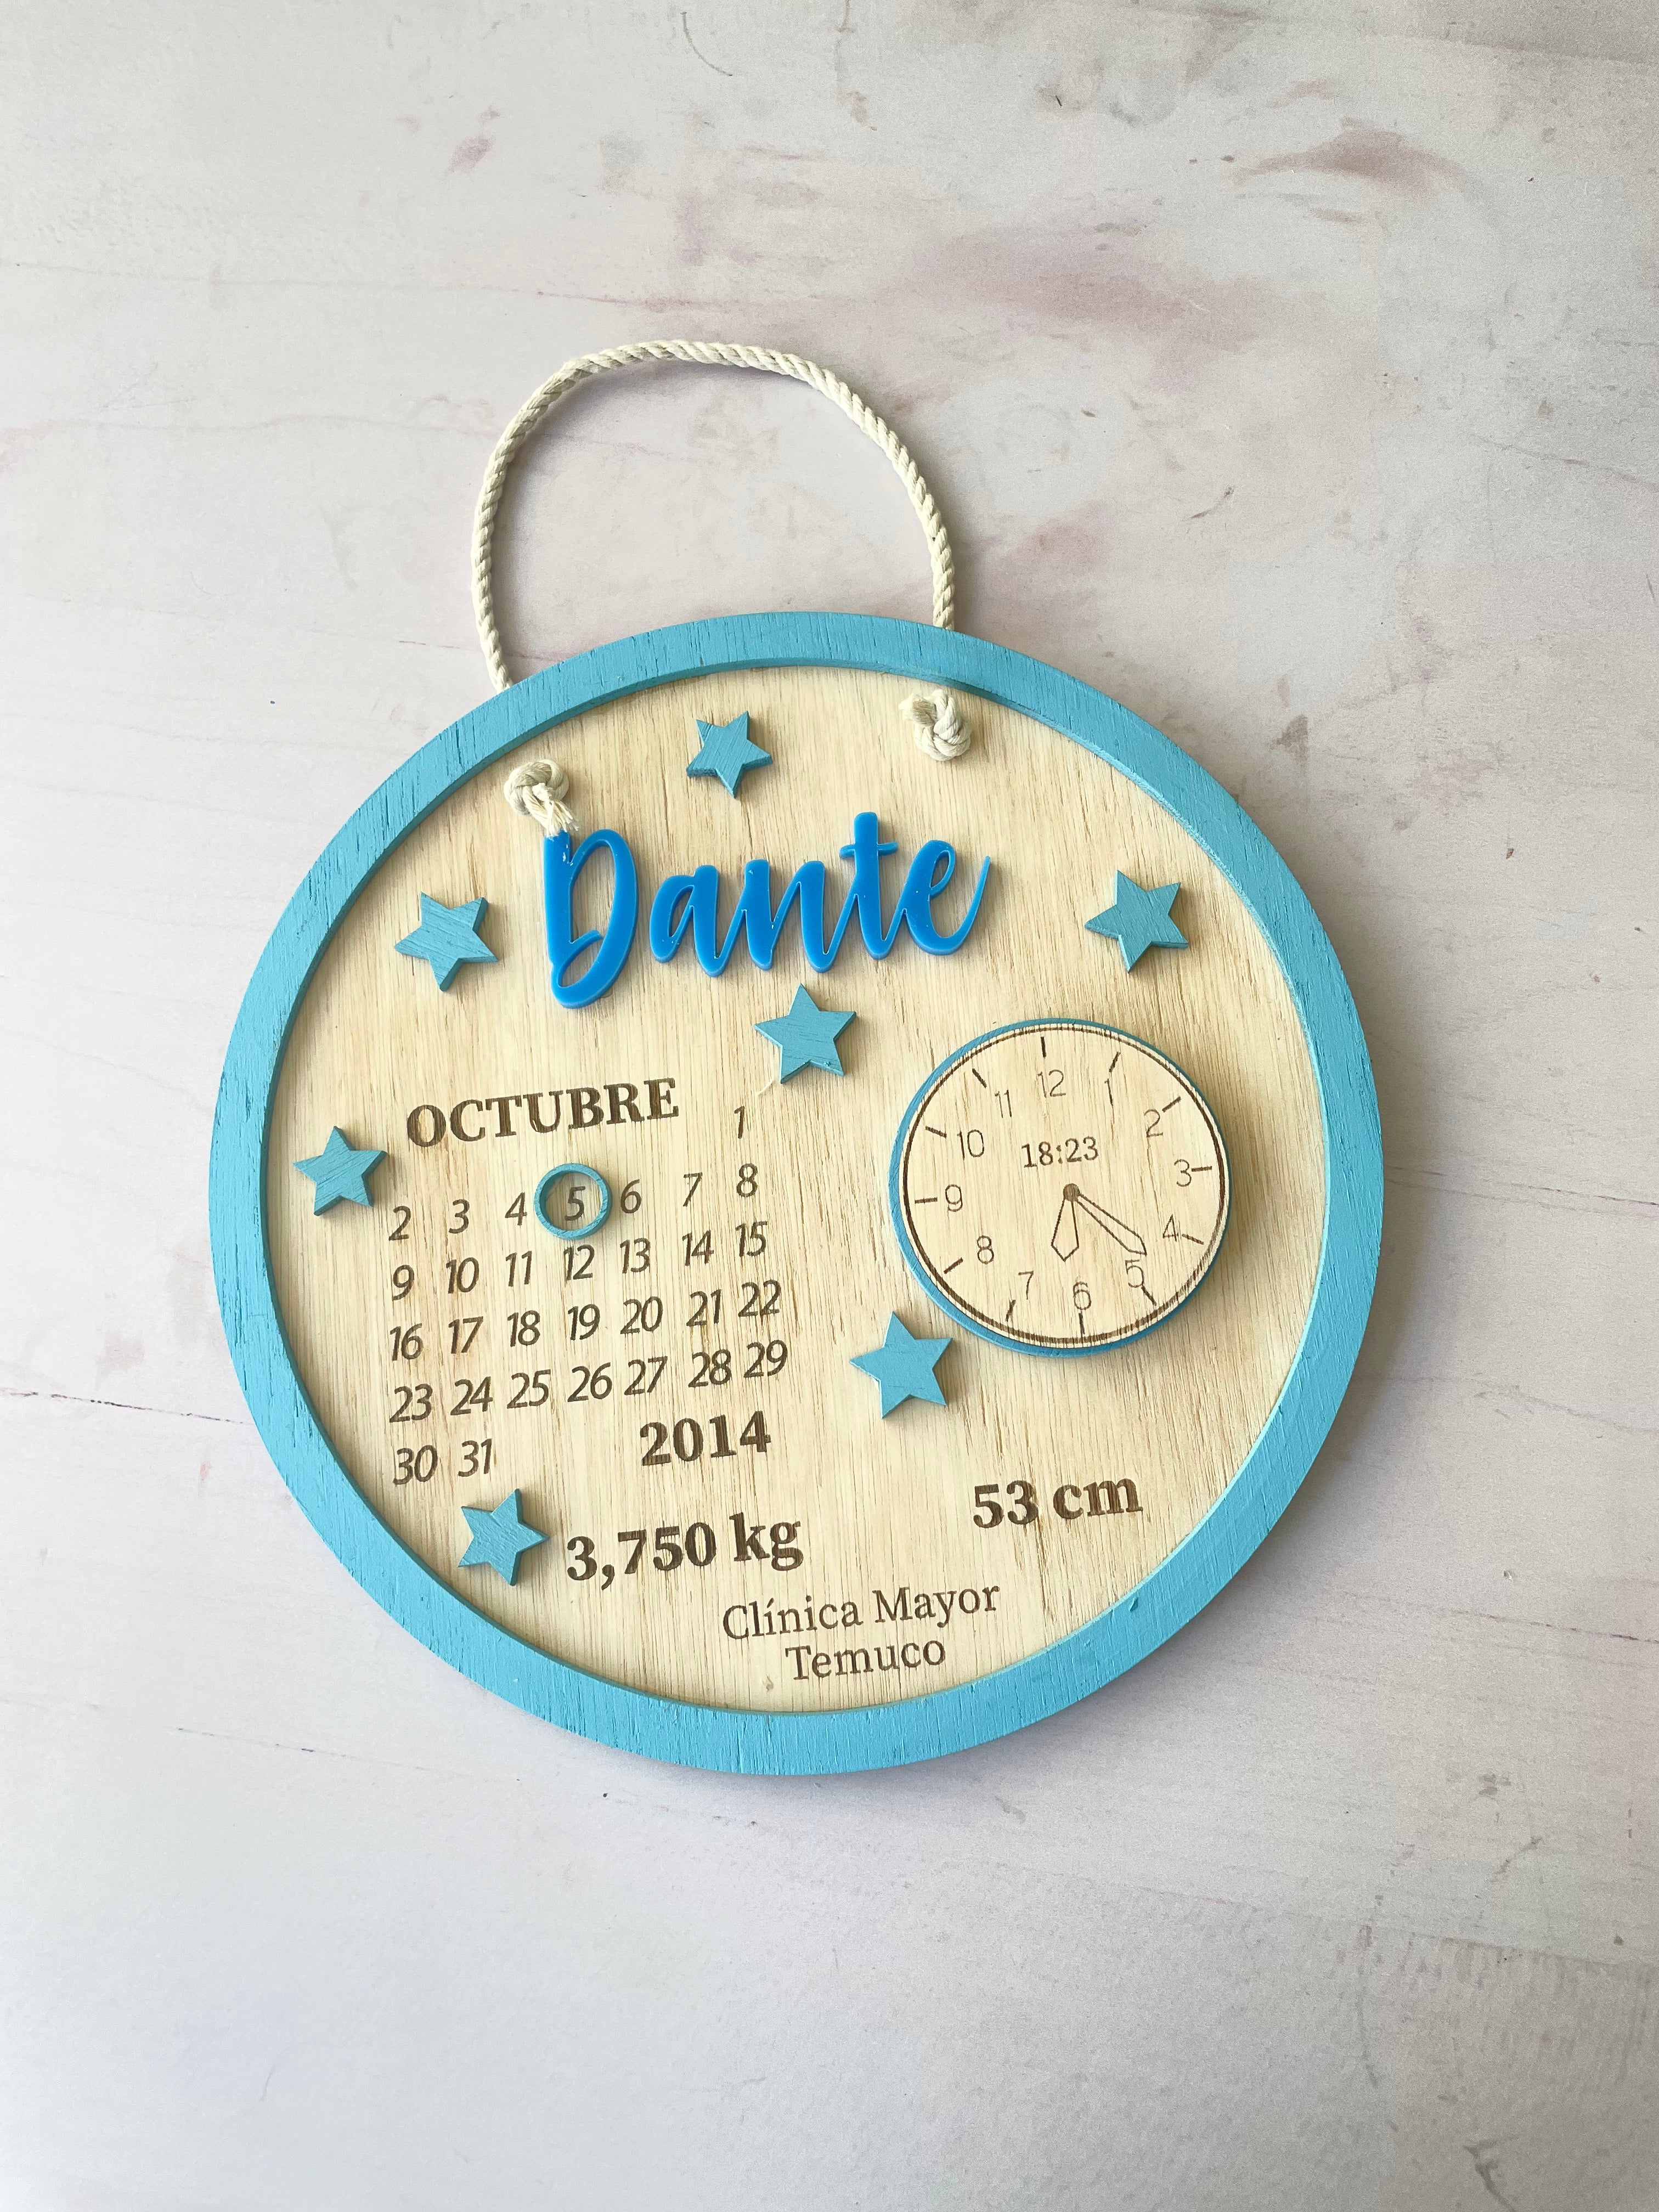 Dante
OCTUBRE
1
2 3 4 5 6 7 8
9 10 11 12 13 14 15
16 17 18 19 20 21 22
23 24 25 26 27 28 29
30 31
2014
12
1
2
3
4
5
6
7
8
9
10
11
18:23
3,750 kg
53 cm
Clínica Mayor
Temuco